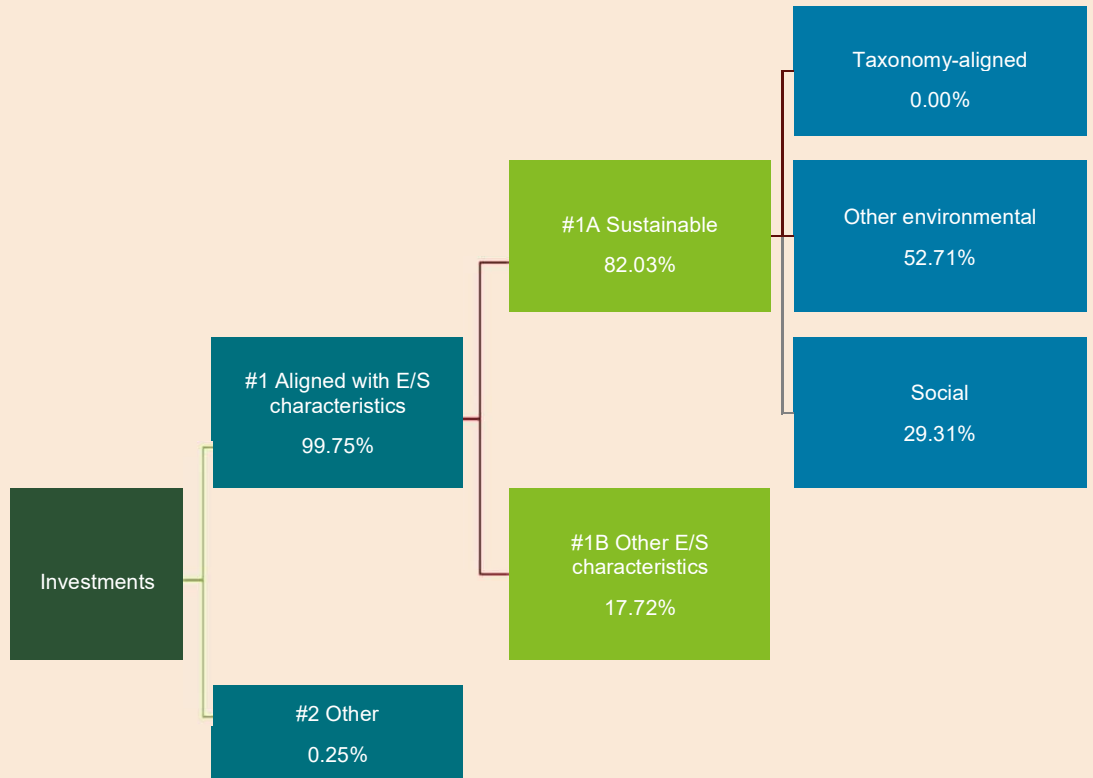 Taxonomy-aligned
0.00%
#1A Sustainable
82.03%
Other environmental
52.71%
#1 Aligned with E/S
characteristics
99.75%
Social
29.31%
Investments
#1B Other E/S
characteristics
17.72%
#2 Other
0.25%